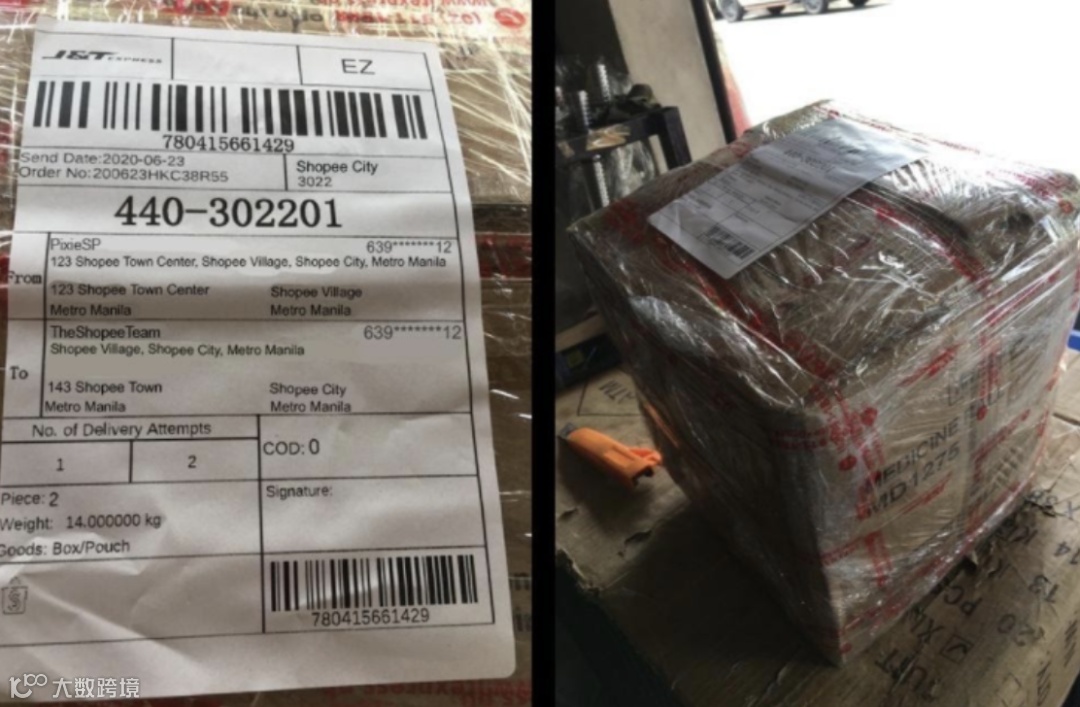 J&T EXPRESS
EZ
780415661429
Send Date:2020-06-23
Order No:200623HKC38R55
Shopee City
3022
440-302201
From
PixieSP 639*******12
123 Shopee Town Center, Shopee Village, Shopee City, Metro Manila
123 Shopee Town Center Shopee Village
Metro Manila Metro Manila
To
TheShopeeTeam 639*******12
Shopee Village, Shopee City, Metro Manila
143 Shopee Town Shopee City
Metro Manila Metro Manila
No. of Delivery Attempts
1 2
COD: 0
Piece: 2
Weight: 14.000000 kg
Goods: Box/Pouch
Signature:
780415661429
MEDICINE
MD1275
大数跨境